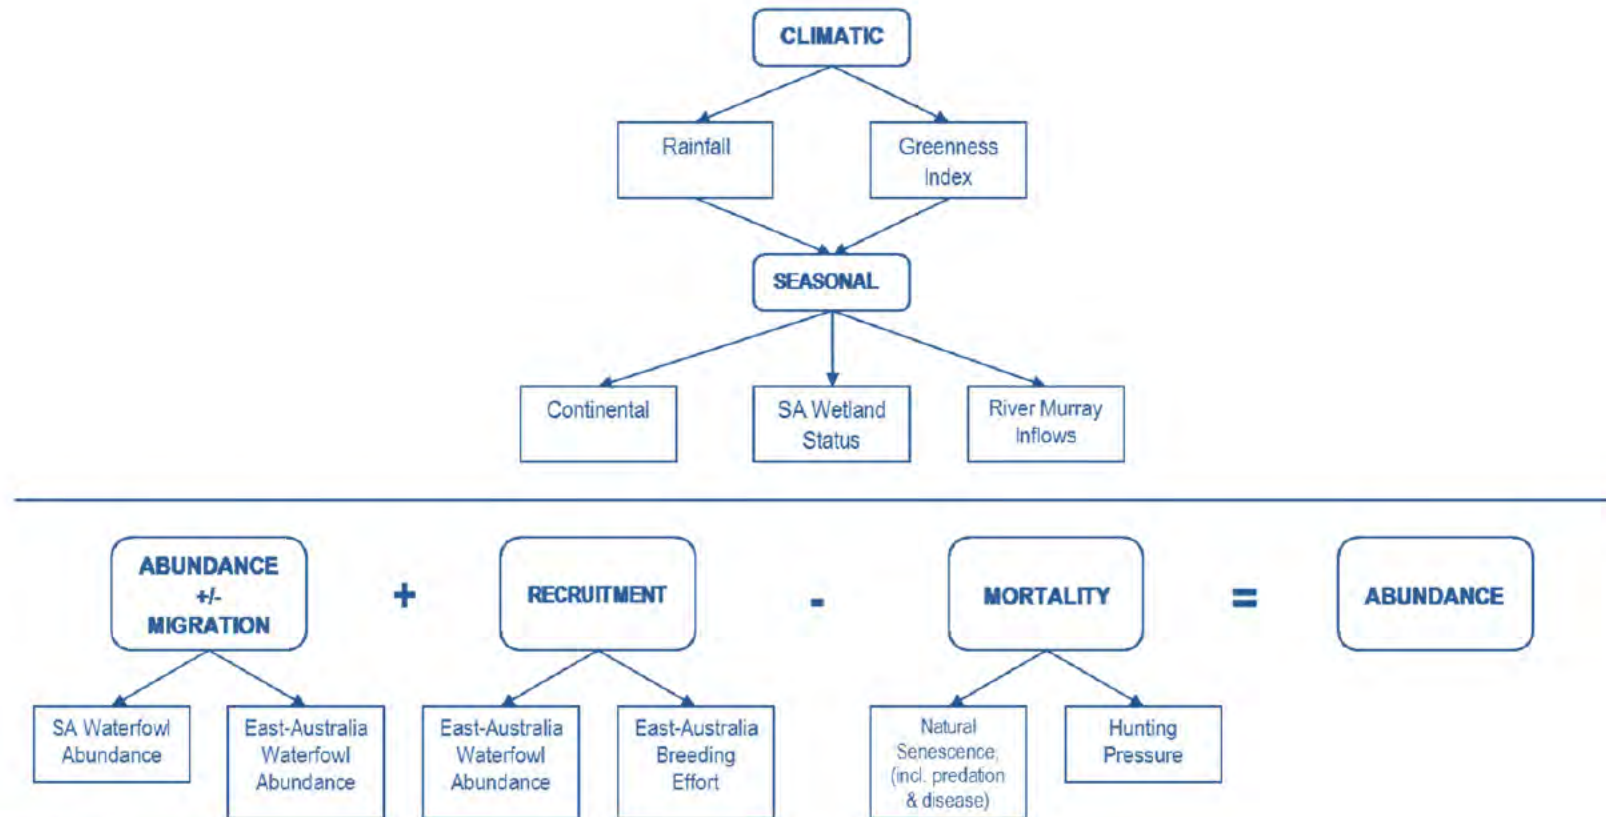 CLIMATIC
Rainfall
Greenness
Index
SEASONAL
Continental
SA Wetland
Status
River Murray
Inflows
ABUNDANCE
+/-
MIGRATION
+
RECRUITMENT
-
MORTALITY
=
ABUNDANCE
SA Waterfowl
Abundance
East-Australia
Waterfowl
Abundance
East-Australia
Waterfowl
Abundance
East-Australia
Breeding
Effort
Natural
Senescence,
(incl. predation
& disease)
Hunting
Pressure